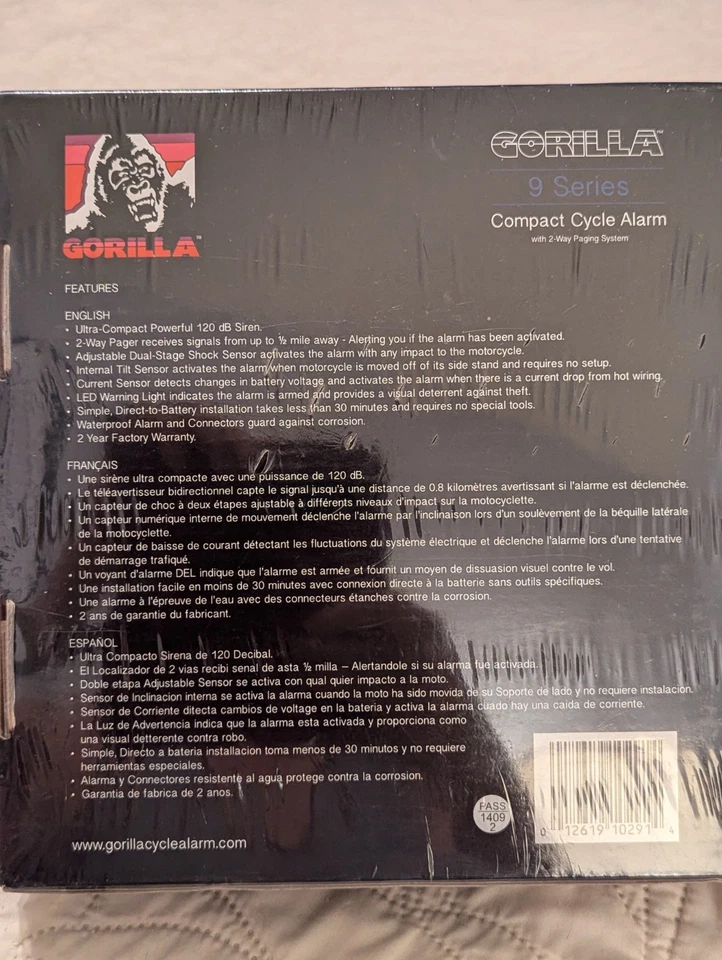 GORILLA™
GORILLA™
9 Series
Compact Cycle Alarm
with 2-Way Paging System
FEATURES
ENGLISH
• Ultra-Compact Powerful 120 dB Siren.
• 2-Way Pager receives signals from up to ½ mile away - Alerting you if the alarm has been activated.
• Adjustable Dual-Stage Shock Sensor activates the alarm with any impact to the motorcycle.
• Internal Tilt Sensor activates the alarm when motorcycle is moved off of its side stand and requires no setup.
• Current Sensor detects changes in battery voltage and activates the alarm when there is a current drop from hot wiring.
• LED Warning Light indicates the alarm is armed and provides a visual deterrent against theft.
• Simple, Direct-to-Battery installation takes less than 30 minutes and requires no special tools.
• Waterproof Alarm and Connectors guard against corrosion.
• 2 Year Factory Warranty.
FRANÇAIS
• Une sirène ultra compacte avec une puissance de 120 dB.
• Le téléavertisseur bidirectionnel capte le signal jusqu'à une distance de 0.8 kilomètres avertissant si l'alarme est déclenchée.
• Un capteur de choc à deux étapes ajustable à différents niveaux d'impact sur la motocyclette.
• Un capteur numérique interne de mouvement déclenche l'alarme par l'inclinaison lors d'un soulèvement de la béquille latérale
de la motocyclette.
• Un capteur de baisse de courant détectant les fluctuations du système électrique et déclenche l'alarme lors d'une tentative
de démarrage trafiqué.
• Un voyant d'alarme DEL indique que l'alarme est armée et fournit un moyen de dissuasion visuel contre le vol.
• Une installation facile en moins de 30 minutes avec connexion directe à la batterie sans outils spécifiques.
• Une alarme à l'épreuve de l'eau avec des connecteurs étanches contre la corrosion.
• 2 ans de garantie du fabricant.
ESPAÑOL
• Ultra Compacto Sirena de 120 Decibal.
• El Localizador de 2 vias recibi senal de asta ½ milla – Alertandole si su alarma fue activada.
• Doble etapa Adjustable Sensor se activa con qual quier impacto a la moto.
• Sensor de Inclinacion interna se activa la alarma cuando la moto ha sido movida de su Soporte de lado y no requiere instalacion.
• Sensor de Corriente ditecta cambios de voltage en la bateria y activa la alarma cuado hay una caida de corriente.
• La Luz de Advertencia indica que la alarma esta activada y proporciona como
una visual detterente contra robo.
• Simple, Directo a bateria installacion toma menos de 30 minutos y no requiere
herramientas especiales.
• Alarma y Connectores resistente al agua protege contra la corrosion.
• Garantia de fabrica de 2 anos.
PASS
1409
2
0 12619 10291 4
www.gorillacyclealarm.com